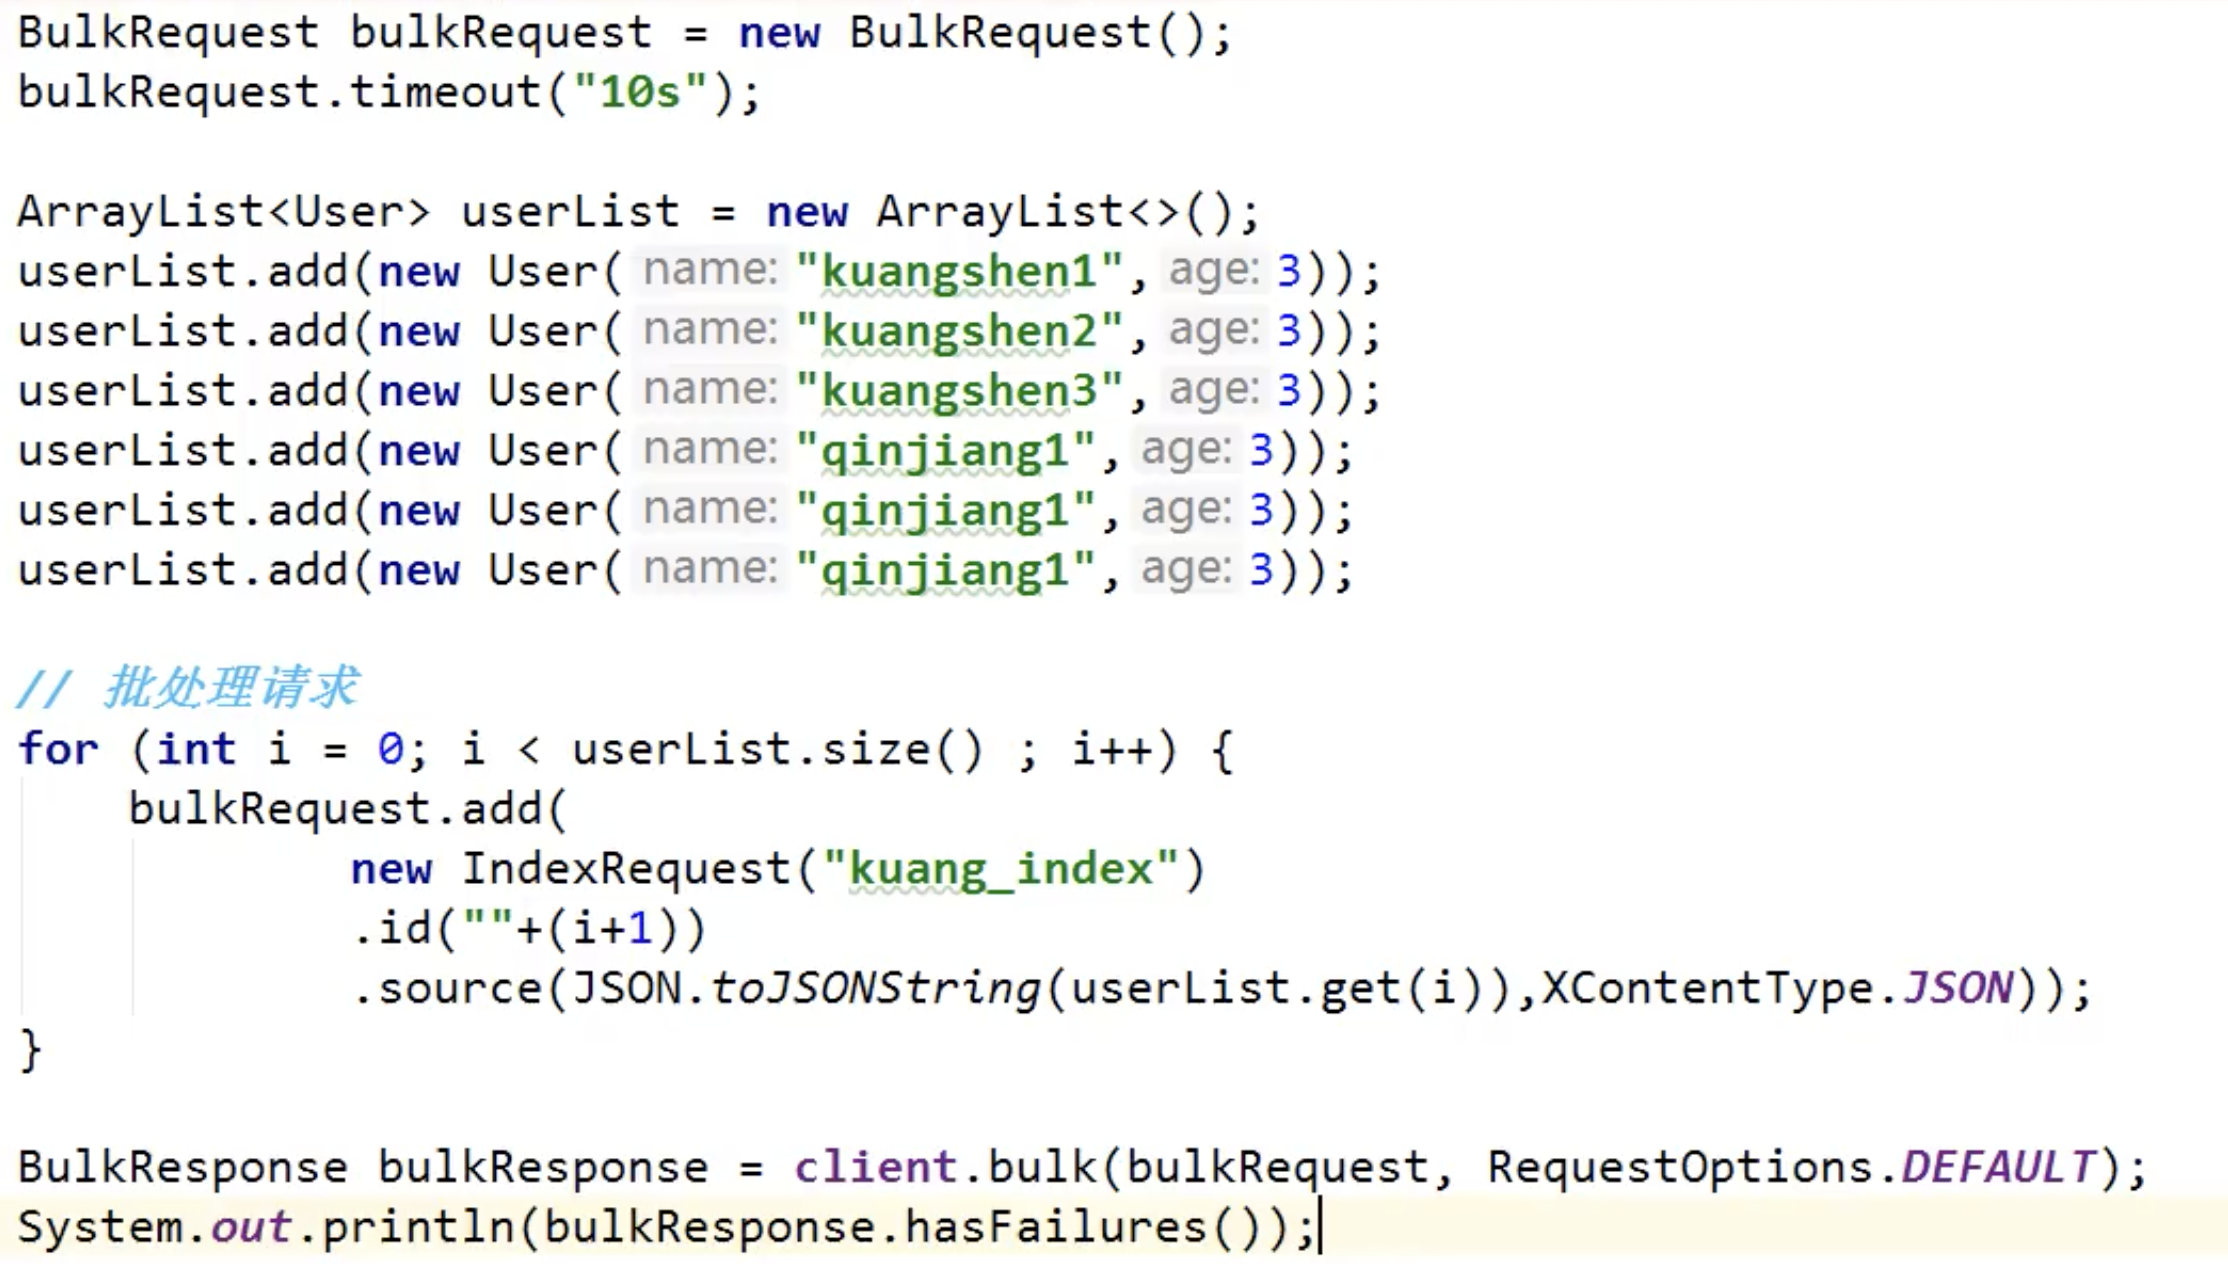 BulkRequest bulkRequest = new BulkRequest();
bulkRequest.timeout("10s");
ArrayList<User> userList = new ArrayList<>();
userList.add(new User( name: "kuangshen1", age: 3));
userList.add(new User( name: "kuangshen2", age: 3));
userList.add(new User( name: "kuangshen3", age: 3));
userList.add(new User( name: "qinjiang1", age: 3));
userList.add(new User( name: "qinjiang1", age: 3));
userList.add(new User( name: "qinjiang1", age: 3));
// 批处理请求
for (int i = 0; i < userList.size() ; i++) {
bulkRequest.add(
new IndexRequest("kuang_index")
.id(""+(i+1))
.source(JSON.toJSONString(userList.get(i)),XContentType.JSON));
}
BulkResponse bulkResponse = client.bulk(bulkRequest, RequestOptions.DEFAULT);
System.out.println(bulkResponse.hasFailures());